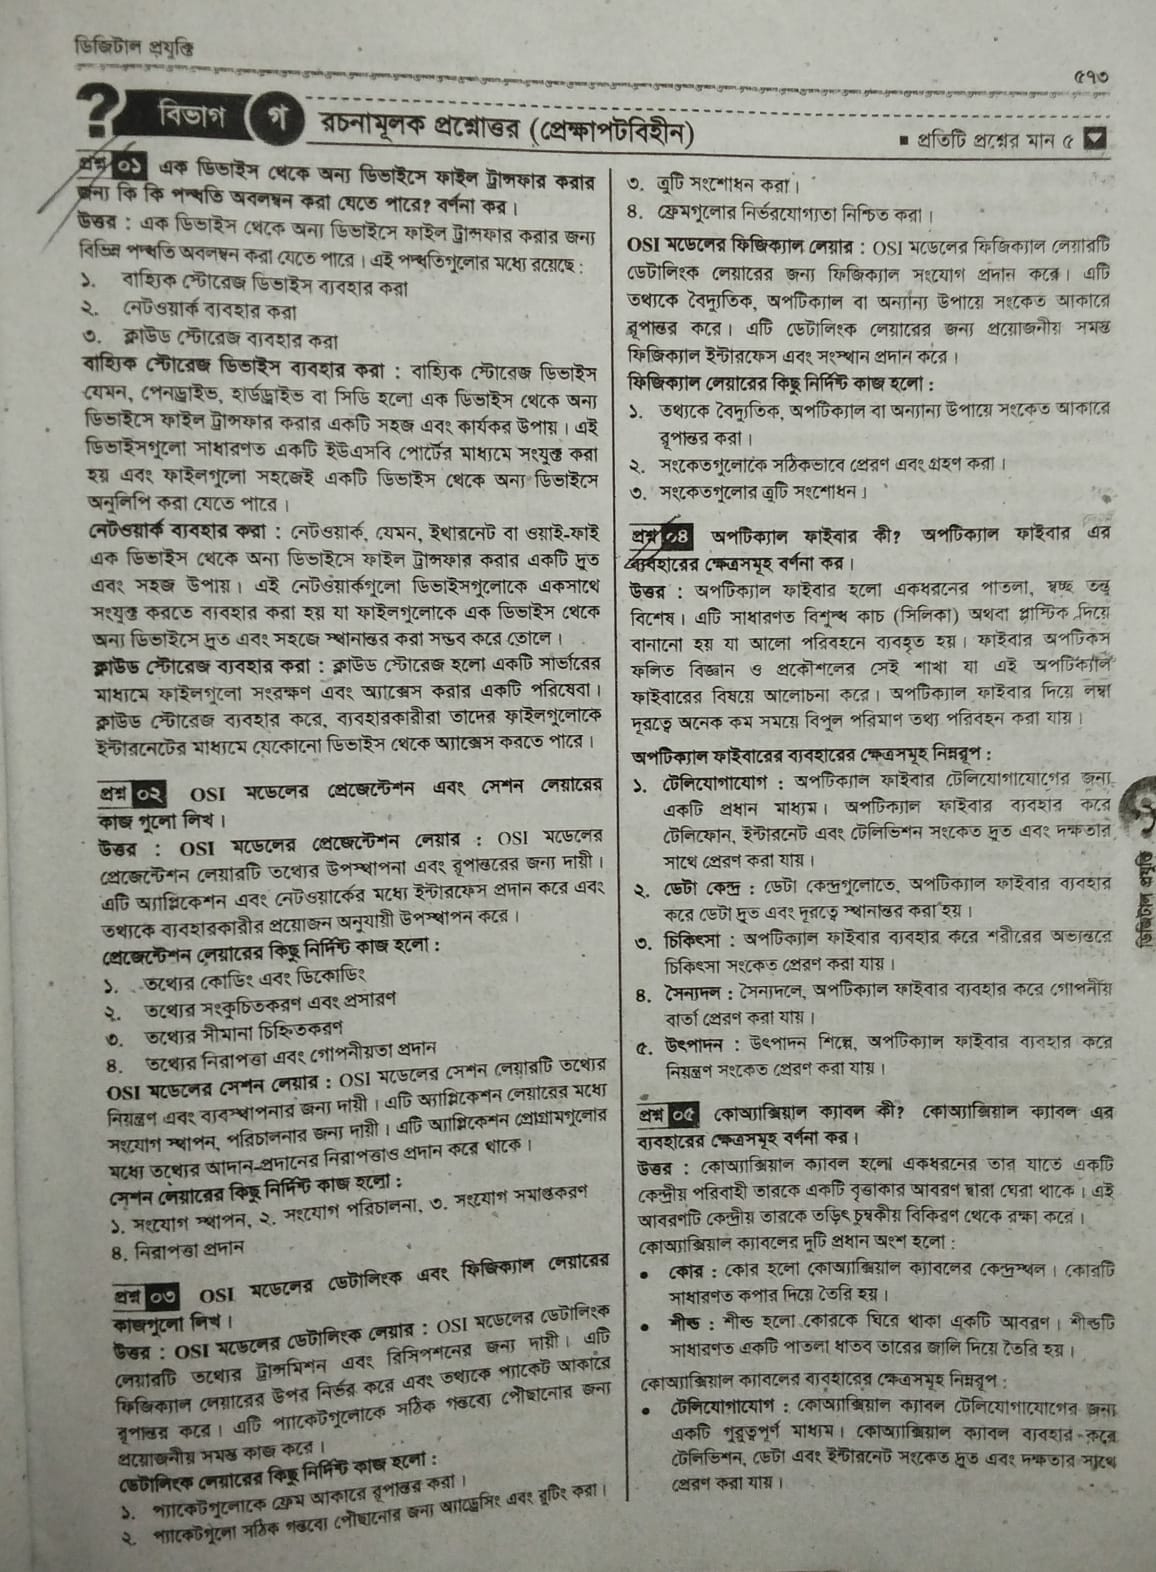 ডিজিটাল প্রযুক্তি
৫৭৩
? বিভাগ গ রচনামূলক প্রশ্নোত্তর (প্রেক্ষাপটবিহীন)
■ প্রতিটি প্রশ্নের মান ৫
প্রশ্ন ০১ এক ডিভাইস থেকে অন্য ডিভাইসে ফাইল ট্রান্সফার করার
জন্য কি কি পদ্ধতি অবলম্বন করা যেতে পারে? বর্ণনা কর।
উত্তর : এক ডিভাইস থেকে অন্য ডিভাইসে ফাইল ট্রান্সফার করার জন্য
বিভিন্ন পদ্ধতি অবলম্বন করা যেতে পারে। এই পদ্ধতিগুলোর মধ্যে রয়েছে :
১. বাহ্যিক স্টোরেজ ডিভাইস ব্যবহার করা
২. নেটওয়ার্ক ব্যবহার করা
৩. ক্লাউড স্টোরেজ ব্যবহার করা
বাহ্যিক স্টোরেজ ডিভাইস ব্যবহার করা : বাহ্যিক স্টোরেজ ডিভাইস
যেমন, পেনড্রাইভ, হার্ডড্রাইভ বা সিডি হলো এক ডিভাইস থেকে অন্য
ডিভাইসে ফাইল ট্রান্সফার করার একটি সহজ এবং কার্যকর উপায়। এই
ডিভাইসগুলো সাধারণত একটি ইউএসবি পোর্টের মাধ্যমে সংযুক্ত করা
হয় এবং ফাইলগুলো সহজেই একটি ডিভাইস থেকে অন্য ডিভাইসে
অনুলিপি করা যেতে পারে।
নেটওয়ার্ক ব্যবহার করা : নেটওয়ার্ক, যেমন, ইথারনেট বা ওয়াই-ফাই
এক ডিভাইস থেকে অন্য ডিভাইসে ফাইল ট্রান্সফার করার একটি দ্রুত
এবং সহজ উপায়। এই নেটওয়ার্কগুলো ডিভাইসগুলোকে একসাথে
সংযুক্ত করতে ব্যবহার করা হয় যা ফাইলগুলোকে এক ডিভাইস থেকে
অন্য ডিভাইসে দ্রুত এবং সহজে স্থানান্তর করা সম্ভব করে তোলে।
ক্লাউড স্টোরেজ ব্যবহার করা : ক্লাউড স্টোরেজ হলো একটি সার্ভারের
মাধ্যমে ফাইলগুলো সংরক্ষণ এবং অ্যাক্সেস করার একটি পরিষেবা।
ক্লাউড স্টোরেজ ব্যবহার করে, ব্যবহারকারীরা তাদের ফাইলগুলোকে
ইন্টারনেটের মাধ্যমে যেকোনো ডিভাইস থেকে অ্যাক্সেস করতে পারে।
প্রশ্ন ০২ OSI মডেলের প্রেজেন্টেশন এবং সেশন লেয়ারের
কাজ গুলো লিখ।
উত্তর : OSI মডেলের প্রেজেন্টেশন লেয়ার : OSI মডেলের
প্রেজেন্টেশন লেয়ারটি তথ্যের উপস্থাপনা এবং রূপান্তরের জন্য দায়ী।
এটি অ্যাপ্লিকেশন এবং নেটওয়ার্কের মধ্যে ইন্টারফেস প্রদান করে এবং
তথ্যকে ব্যবহারকারীর প্রয়োজন অনুযায়ী উপস্থাপন করে।
প্রেজেন্টেশন লেয়ারের কিছু নির্দিষ্ট কাজ হলো :
১. তথ্যের কোডিং এবং ডিকোডিং
২. তথ্যের সংকুচিতকরণ এবং প্রসারণ
৩. তথ্যের সীমানা চিহ্নিতকরণ
৪. তথ্যের নিরাপত্তা এবং গোপনীয়তা প্রদান
OSI মডেলের সেশন লেয়ার : OSI মডেলের সেশন লেয়ারটি তথ্যের
নিয়ন্ত্রণ এবং ব্যবস্থাপনার জন্য দায়ী। এটি অ্যাপ্লিকেশন লেয়ারের মধ্যে
সংযোগ স্থাপন, পরিচালনার জন্য দায়ী। এটি অ্যাপ্লিকেশন প্রোগ্রামগুলোর
মধ্যে তথ্যের আদান-প্রদানের নিরাপত্তাও প্রদান করে থাকে।
সেশন লেয়ারের কিছু নির্দিষ্ট কাজ হলো :
১. সংযোগ স্থাপন, ২. সংযোগ পরিচালনা, ৩. সংযোগ সমাপ্তকরণ
৪. নিরাপত্তা প্রদান
প্রশ্ন ০৩ OSI মডেলের ডেটালিংক এবং ফিজিক্যাল লেয়ারের
কাজগুলো লিখ।
উত্তর : OSI মডেলের ডেটালিংক লেয়ার : OSI মডেলের ডেটালিংক
লেয়ারটি তথ্যের ট্রান্সমিশন এবং রিসিপশনের জন্য দায়ী। এটি
ফিজিক্যাল লেয়ারের উপর নির্ভর করে এবং তথ্যকে প্যাকেট আকারে
রূপান্তর করে। এটি প্যাকেটগুলোকে সঠিক গন্তব্যে পৌঁছানোর জন্য
প্রয়োজনীয় সমস্ত কাজ করে।
ডেটালিংক লেয়ারের কিছু নির্দিষ্ট কাজ হলো :
১. প্যাকেটগুলোকে ফ্রেম আকারে রূপান্তর করা।
২. প্যাকেটগুলো সঠিক গন্তব্যে পৌঁছানোর জন্য অ্যাড্রেসিং এবং রুটিং করা।
৩. ত্রুটি সংশোধন করা।
৪. ফ্রেমগুলোর নির্ভরযোগ্যতা নিশ্চিত করা।
OSI মডেলের ফিজিক্যাল লেয়ার : OSI মডেলের ফিজিক্যাল লেয়ারটি
ডেটালিংক লেয়ারের জন্য ফিজিক্যাল সংযোগ প্রদান করে। এটি
তথ্যকে বৈদ্যুতিক, অপটিক্যাল বা অন্যান্য উপায়ে সংকেত আকারে
রূপান্তর করে। এটি ডেটালিংক লেয়ারের জন্য প্রয়োজনীয় সমস্ত
ফিজিক্যাল ইন্টারফেস এবং সংস্থান প্রদান করে।
ফিজিক্যাল লেয়ারের কিছু নির্দিষ্ট কাজ হলো :
১. তথ্যকে বৈদ্যুতিক, অপটিক্যাল বা অন্যান্য উপায়ে সংকেত আকারে
রূপান্তর করা।
২. সংকেতগুলোকে সঠিকভাবে প্রেরণ এবং গ্রহণ করা।
৩. সংকেতগুলোর ত্রুটি সংশোধন।
প্রশ্ন ০৪ অপটিক্যাল ফাইবার কী? অপটিক্যাল ফাইবার এর
ব্যবহারের ক্ষেত্রসমূহ বর্ণনা কর।
উত্তর : অপটিক্যাল ফাইবার হলো একধরনের পাতলা, স্বচ্ছ তন্তু
বিশেষ। এটি সাধারণত বিশুদ্ধ কাচ (সিলিকা) অথবা প্লাস্টিক দিয়ে
বানানো হয় যা আলো পরিবহনে ব্যবহৃত হয়। ফাইবার অপটিকস
ফলিত বিজ্ঞান ও প্রকৌশলের সেই শাখা যা এই অপটিক্যাল
ফাইবারের বিষয়ে আলোচনা করে। অপটিক্যাল ফাইবার দিয়ে লম্বা
দূরত্বে অনেক কম সময়ে বিপুল পরিমাণ তথ্য পরিবহন করা যায়।
অপটিক্যাল ফাইবারের ব্যবহারের ক্ষেত্রসমূহ নিম্নরূপ :
১. টেলিযোগাযোগ : অপটিক্যাল ফাইবার টেলিযোগাযোগের জন্য
একটি প্রধান মাধ্যম। অপটিক্যাল ফাইবার ব্যবহার করে
টেলিফোন, ইন্টারনেট এবং টেলিভিশন সংকেত দ্রুত এবং দক্ষতার
সাথে প্রেরণ করা যায়।
২. ডেটা কেন্দ্র : ডেটা কেন্দ্রগুলোতে, অপটিক্যাল ফাইবার ব্যবহার
করে ডেটা দ্রুত এবং দূরত্বে স্থানান্তর করা হয়।
৩. চিকিৎসা : অপটিক্যাল ফাইবার ব্যবহার করে শরীরের অভ্যন্তরে
চিকিৎসা সংকেত প্রেরণ করা যায়।
৪. সৈন্যদল : সৈন্যদলে, অপটিক্যাল ফাইবার ব্যবহার করে গোপনীয়
বার্তা প্রেরণ করা যায়।
৫. উৎপাদন : উৎপাদন শিল্পে, অপটিক্যাল ফাইবার ব্যবহার করে
নিয়ন্ত্রণ সংকেত প্রেরণ করা যায়।
প্রশ্ন ০৫ কোঅ্যাক্সিয়াল ক্যাবল কী? কোঅ্যাক্সিয়াল ক্যাবল এর
ব্যবহারের ক্ষেত্রসমূহ বর্ণনা কর।
উত্তর : কোঅ্যাক্সিয়াল ক্যাবল হলো একধরনের তার যাতে একটি
কেন্দ্রীয় পরিবাহী তারকে একটি বৃত্তাকার আবরণ দ্বারা ঘেরা থাকে। এই
আবরণটি কেন্দ্রীয় তারকে তড়িৎ চুম্বকীয় বিকিরণ থেকে রক্ষা করে।
কোঅ্যাক্সিয়াল ক্যাবলের দুটি প্রধান অংশ হলো :
● কোর : কোর হলো কোঅ্যাক্সিয়াল ক্যাবলের কেন্দ্রস্থল। কোরটি
সাধারণত কপার দিয়ে তৈরি হয়।
● শীল্ড : শীল্ড হলো কোরকে ঘিরে থাকা একটি আবরণ। শীল্ডটি
সাধারণত একটি পাতলা ধাতব তারের জালি দিয়ে তৈরি হয়।
কোঅ্যাক্সিয়াল ক্যাবলের ব্যবহারের ক্ষেত্রসমূহ নিম্নরূপ :
● টেলিযোগাযোগ : কোঅ্যাক্সিয়াল ক্যাবল টেলিযোগাযোগের জন্য
একটি গুরুত্বপূর্ণ মাধ্যম। কোঅ্যাক্সিয়াল ক্যাবল ব্যবহার করে
টেলিভিশন, ডেটা এবং ইন্টারনেট সংকেত দ্রুত এবং দক্ষতার সাথে
প্রেরণ করা যায়।
ডিজিটাল প্রযুক্তি